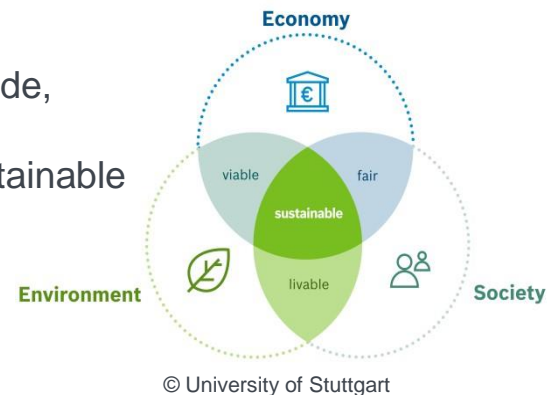 Economy
de,
€
tainable
viable
fair
sustainable
livable
Environment
Society
© University of Stuttgart